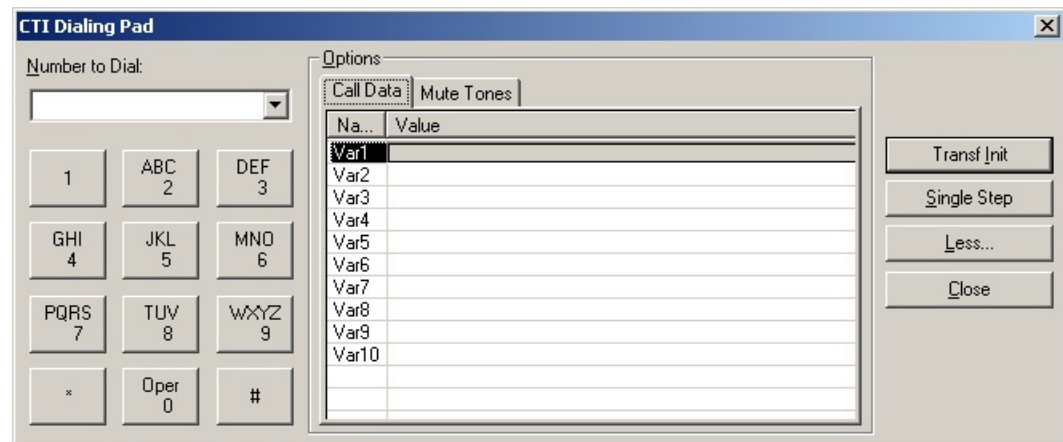 CTI Dialing Pad
Number to Dial:
1
ABC
2
DEF
3
GHI
4
JKL
5
MNO
6
PQRS
7
TUV
8
WXYZ
9
*
Oper
0
#
Options
Call Data
Mute Tones
Na... Value
Var1
Var2
Var3
Var4
Var5
Var6
Var7
Var8
Var9
Var10
Transf Init
Single Step
Less...
Close